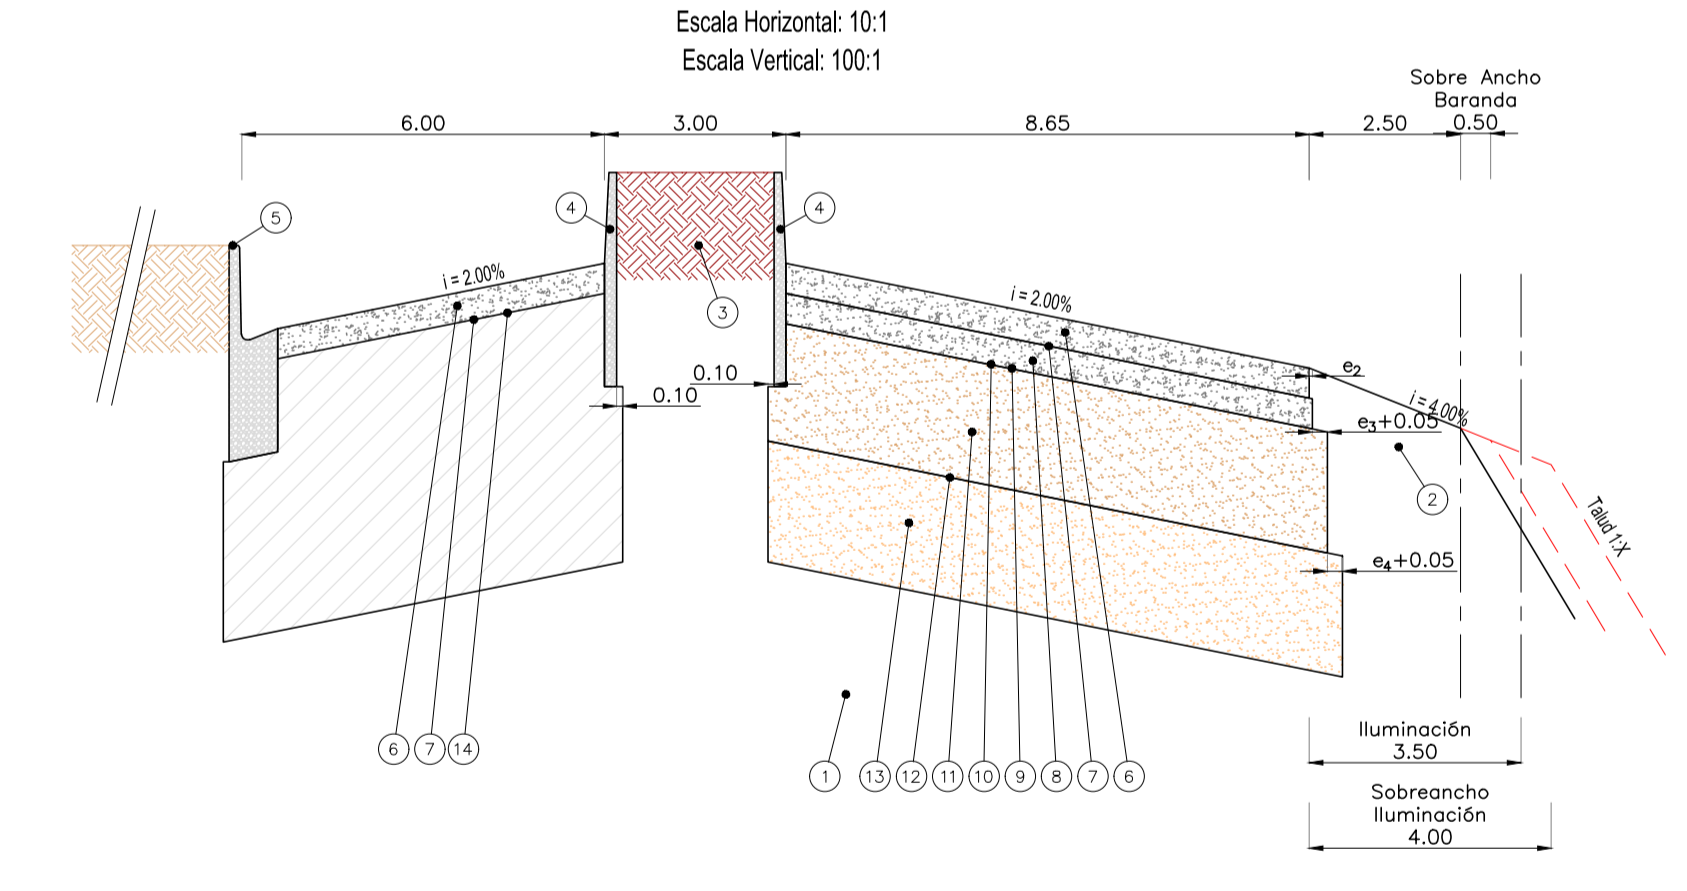 Escala Horizontal: 10:1
Escala Vertical: 100:1
Sobre Ancho
Baranda
6.00
3.00
8.65
2.50
0.50
5
4
4
i = 2.00%
i = 2.00%
3
0.10
0.10
e2
i = 4.00%
e3+0.05
2
Talud 1:X
e4+0.05
6
7
14
1
13
12
11
10
9
8
7
6
Iluminación
3.50
Sobreancho
Iluminación
4.00